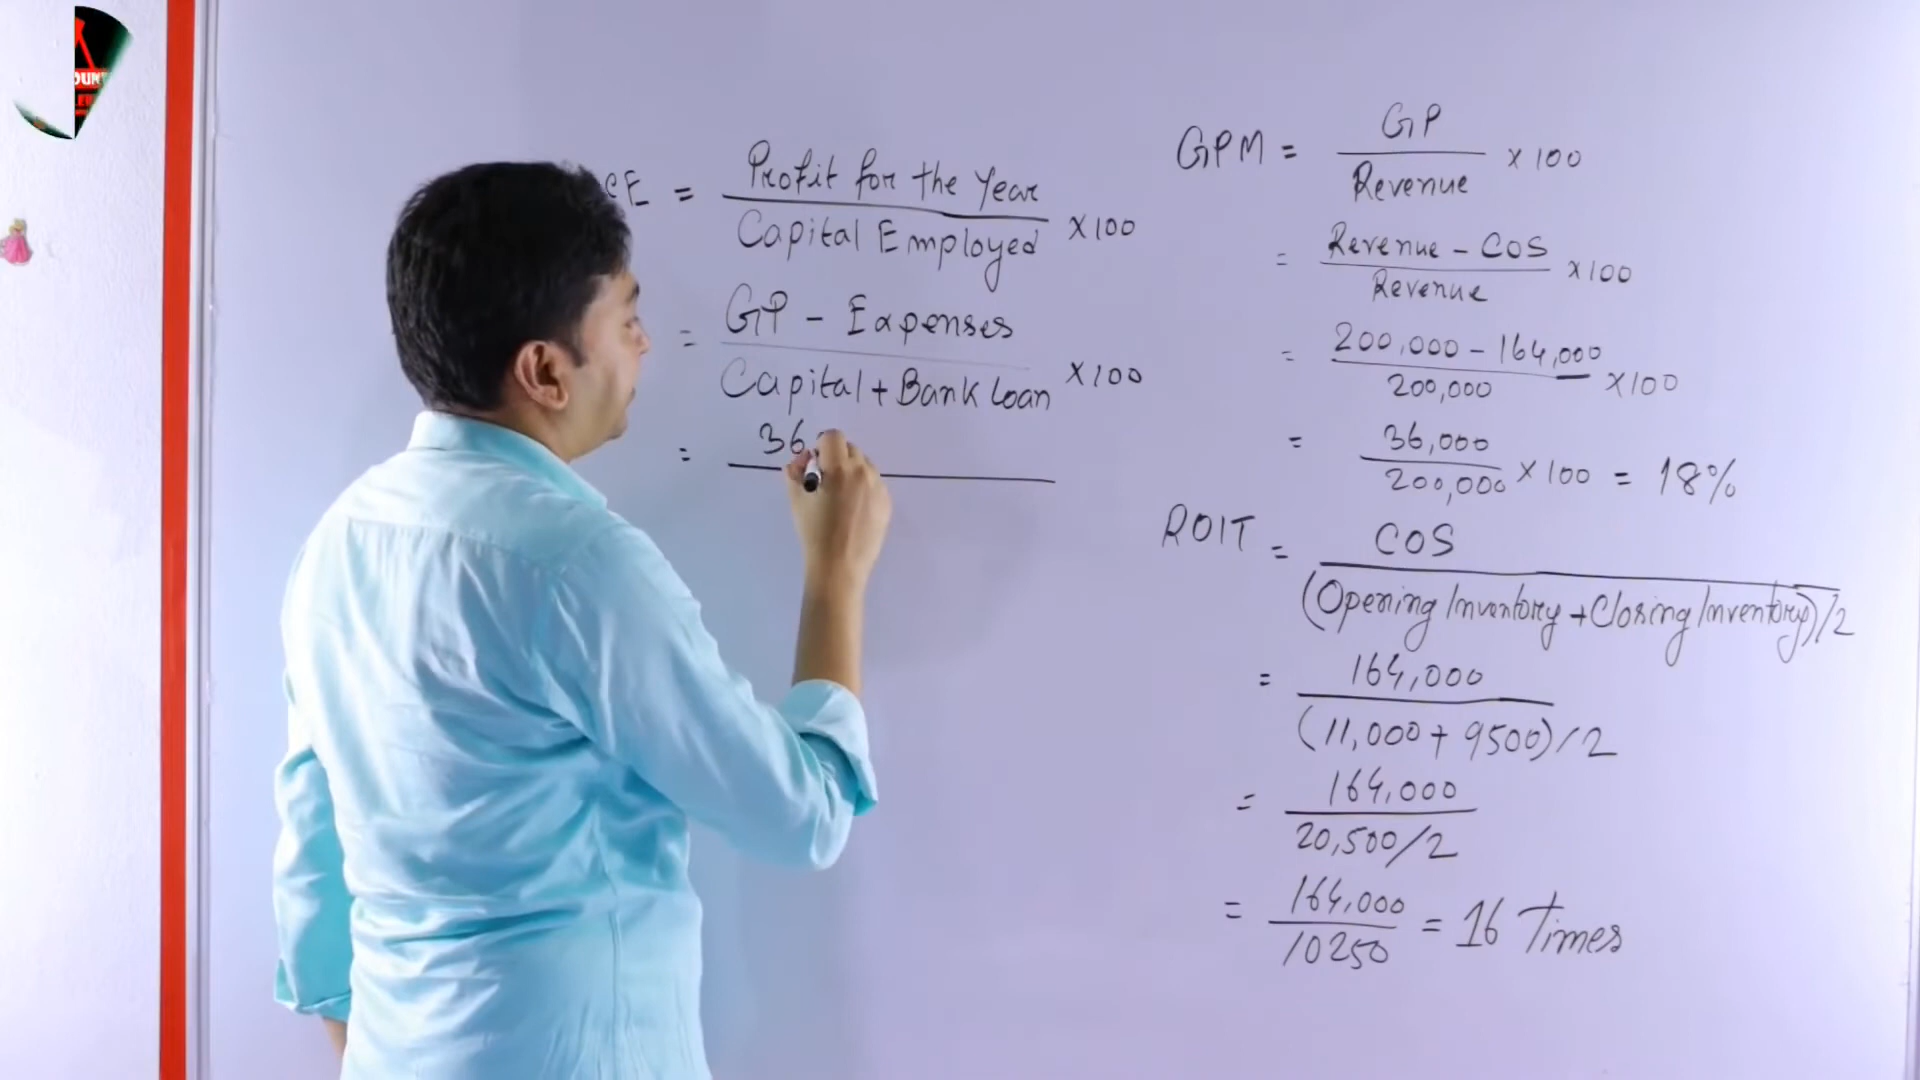 CE = Profit for the Year / Capital Employed × 100
= GP - Expenses / Capital + Bank Loan × 100
= 36
GPM = GP / Revenue × 100
= Revenue - COS / Revenue × 100
= 200,000 - 164,000 / 200,000 × 100
= 36,000 / 200,000 × 100 = 18%
ROIT = COS / (Opening Inventory + Closing Inventory)/2
= 164,000 / (11,000 + 9500)/2
= 164,000 / 20,500/2
= 164,000 / 10250 = 16 Times